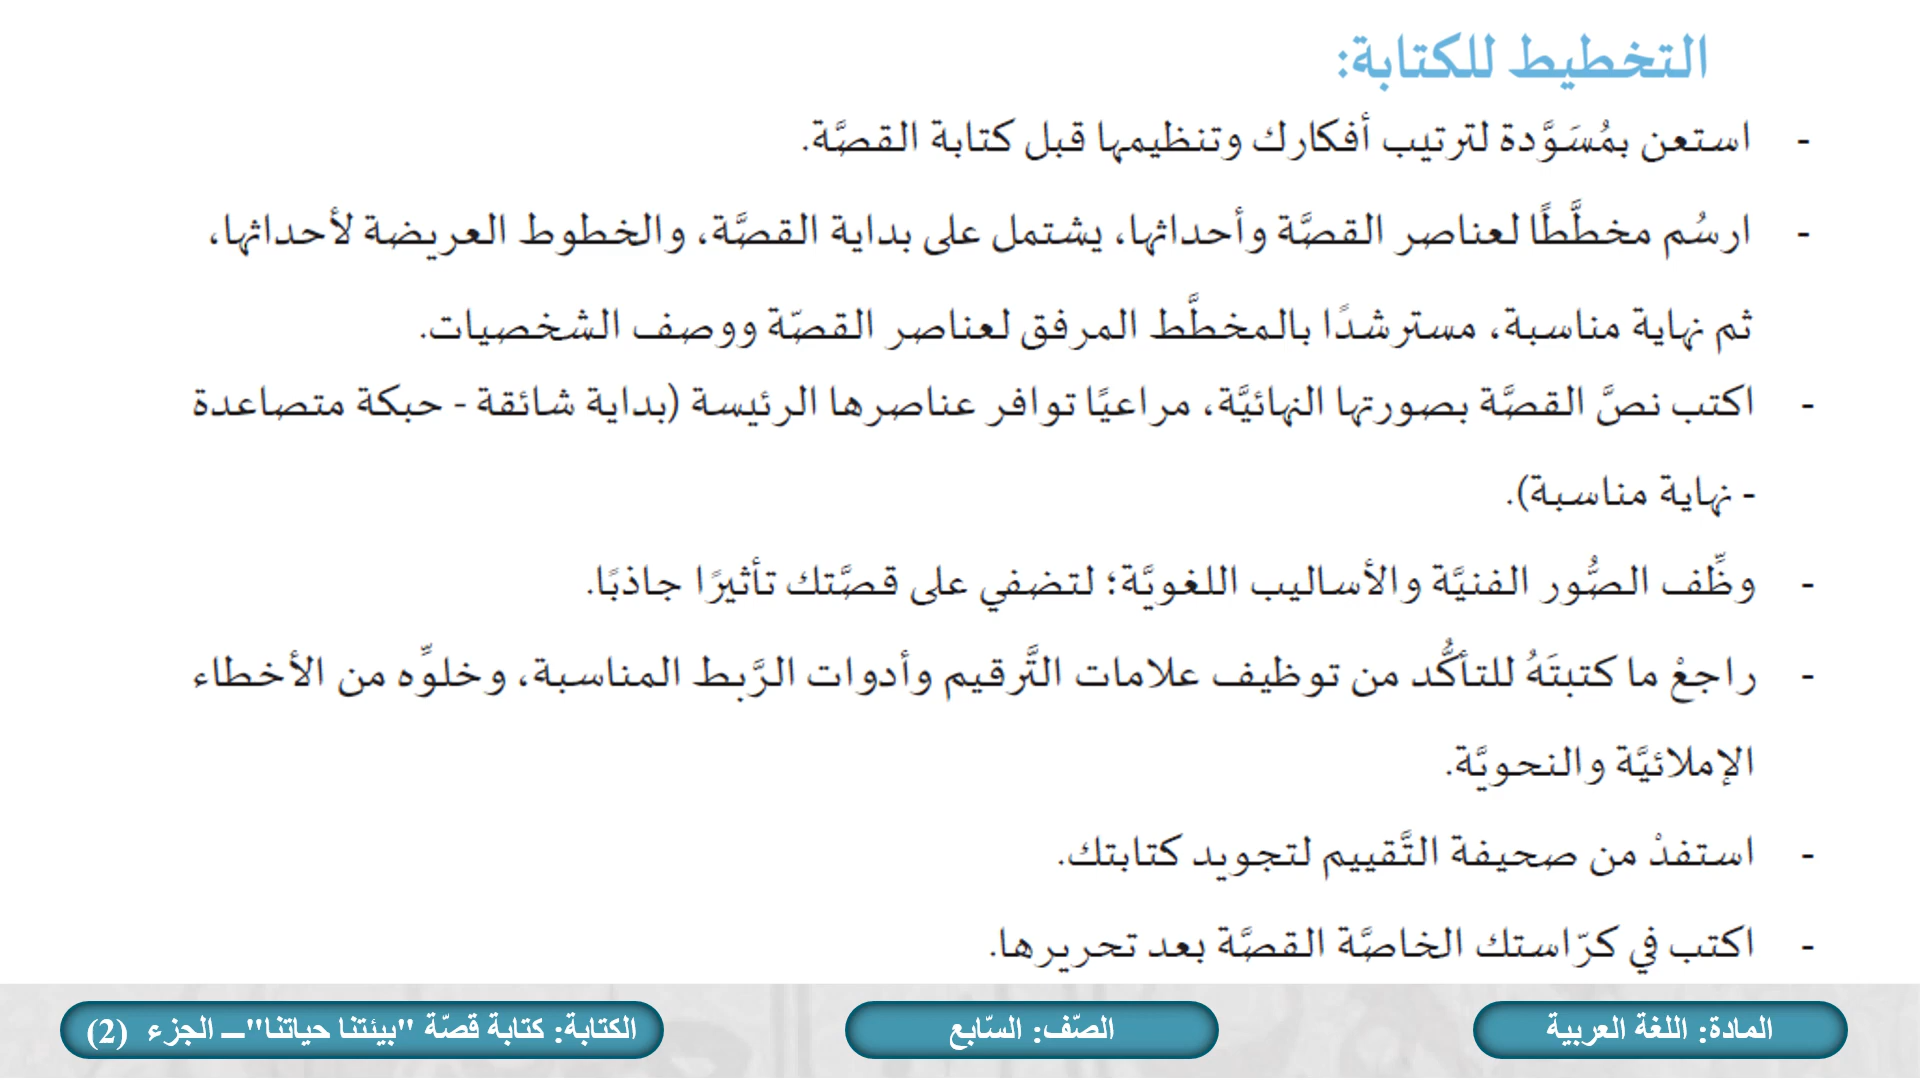 التخطيط للكتابة:
- استعن بمُسَوَّدة لترتيب أفكارك وتنظيمها قبل كتابة القصَّة.
- ارسُم مخطَّطًا لعناصر القصَّة وأحداثها، يشتمل على بداية القصَّة، والخطوط العريضة لأحداثها،
ثم نهاية مناسبة، مسترشدًا بالمخطَّط المرفق لعناصر القصّة ووصف الشخصيات.
- اكتب نصَّ القصَّة بصورتها النهائيَّة، مراعيًا توافر عناصرها الرئيسة (بداية شائقة - حبكة متصاعدة
- نهاية مناسبة).
- وظِّف الصُّور الفنيَّة والأساليب اللغويَّة؛ لتضفي على قصَّتك تأثيرًا جاذبًا.
- راجعْ ما كتبتَهُ للتأكُّد من توظيف علامات التَّرقيم وأدوات الرَّبط المناسبة، وخلوِّه من الأخطاء
الإملائيَّة والنحويَّة.
- استفدْ من صحيفة التَّقييم لتجويد كتابتك.
- اكتب في كرّاستك الخاصَّة القصَّة بعد تحريرها.
المادة: اللغة العربية
الصّف: السّابع
الكتابة: كتابة قصّة "بيئتنا حياتنا"– الجزء (2)